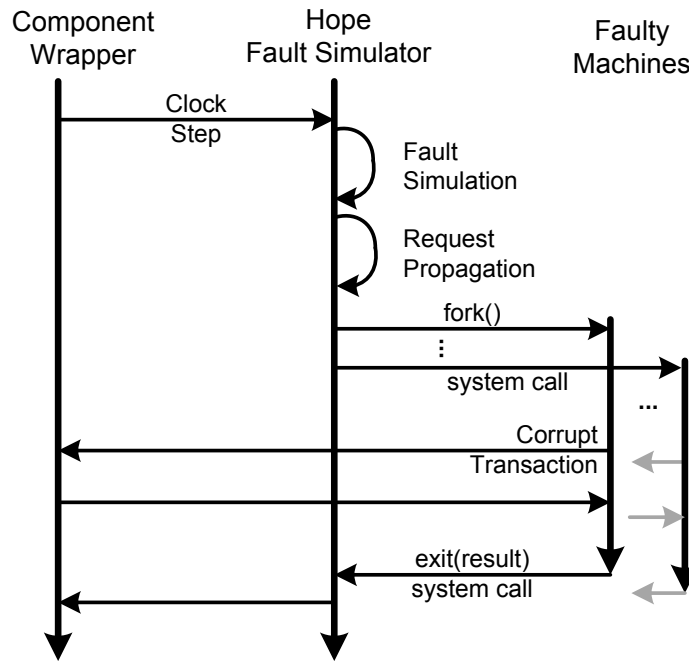 Component
Wrapper
Hope
Fault Simulator
Faulty
Machines
Clock
Step
Fault
Simulation
Request
Propagation
fork()
...
system call
...
Corrupt
Transaction
exit(result)
system call